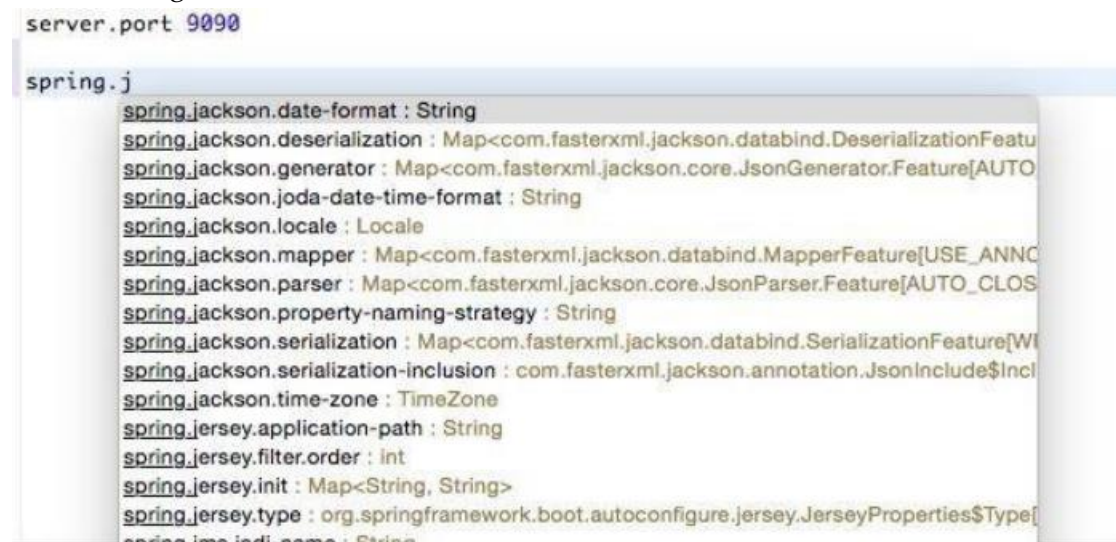 server.port 9090
spring.j
spring.jackson.date-format : String
spring.jackson.deserialization : Map<com.fasterxml.jackson.databind.DeserializationFeatu
spring.jackson.generator : Map<com.fasterxml.jackson.core.JsonGenerator.Feature[AUTO
spring.jackson.joda-date-time-format : String
spring.jackson.locale : Locale
spring.jackson.mapper : Map<com.fasterxml.jackson.databind.MapperFeature[USE_ANNO
spring.jackson.parser : Map<com.fasterxml.jackson.core.JsonParser.Feature[AUTO_CLOS
spring.jackson.property-naming-strategy : String
spring.jackson.serialization : Map<com.fasterxml.jackson.databind.SerializationFeature[WI
spring.jackson.serialization-inclusion : com.fasterxml.jackson.annotation.JsonInclude$Incl
spring.jackson.time-zone : TimeZone
spring.jersey.application-path : String
spring.jersey.filter.order : int
spring.jersey.init : Map<String, String>
spring.jersey.type : org.springframework.boot.autoconfigure.jersey.JerseyProperties$Type[
spring.jms.jndi-name : String